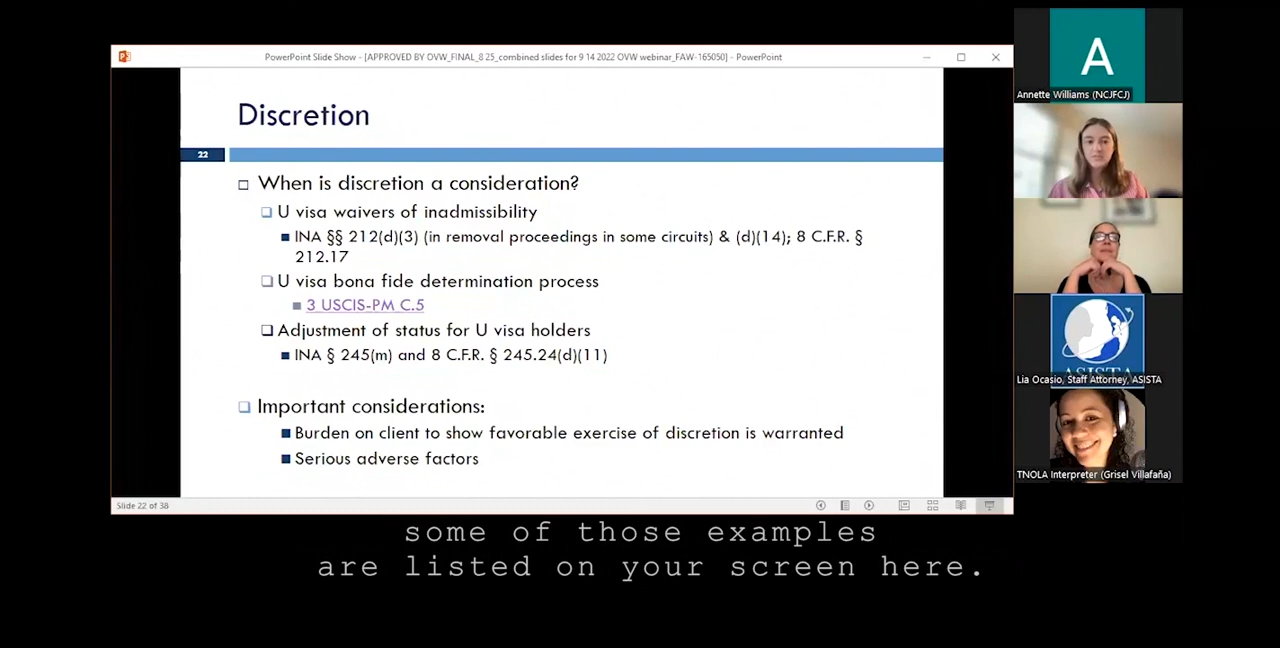 PowerPoint Slide Show - [APPROVED BY OVW_FINAL_8 25_combined slides for 9 14 2022 OVW webinar_FAW-165050] - PowerPoint
Discretion
22
When is discretion a consideration?
U visa waivers of inadmissibility
INA §§ 212(d)(3) (in removal proceedings in some circuits) & (d)(14); 8 C.F.R. §
212.17
U visa bona fide determination process
3 USCIS-PM C.5
Adjustment of status for U visa holders
INA § 245(m) and 8 C.F.R. § 245.24(d)(11)
Important considerations:
Burden on client to show favorable exercise of discretion is warranted
Serious adverse factors
Slide 22 of 38
A
Annette Williams (NCJFCJ)
ASISTA
Lia Ocasio, Staff Attorney, ASISTA
TNOLA Interpreter (Grisel Villafaña)
some of those examples
are listed on your screen here.